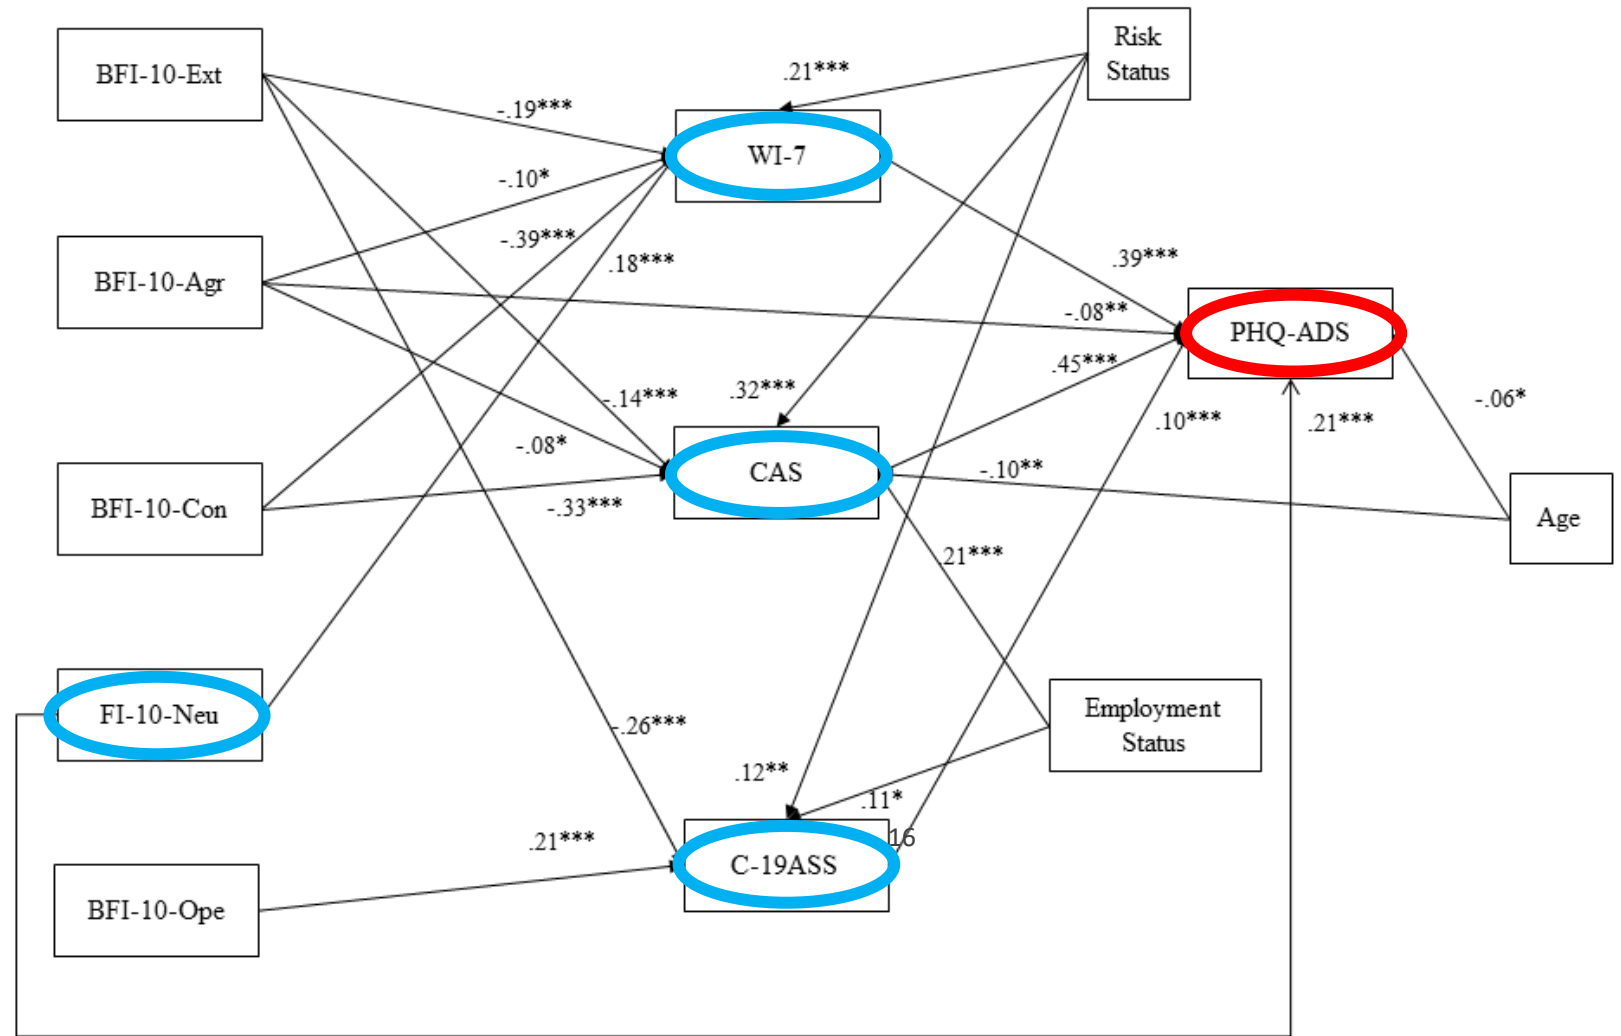 BFI-10-Ext
Risk
Status
.21***
-.19***
WI-7
-.10*
-.39***
.18***
BFI-10-Agr
.39***
-.08**
PHQ-ADS
.45***
-.14***
.32***
-.06*
.10***
.21***
-.08*
CAS
-.10**
BFI-10-Con
-.33***
Age
.21***
FI-10-Neu
-.26***
Employment
Status
.12**
.11*
16
.21***
C-19ASS
BFI-10-Ope